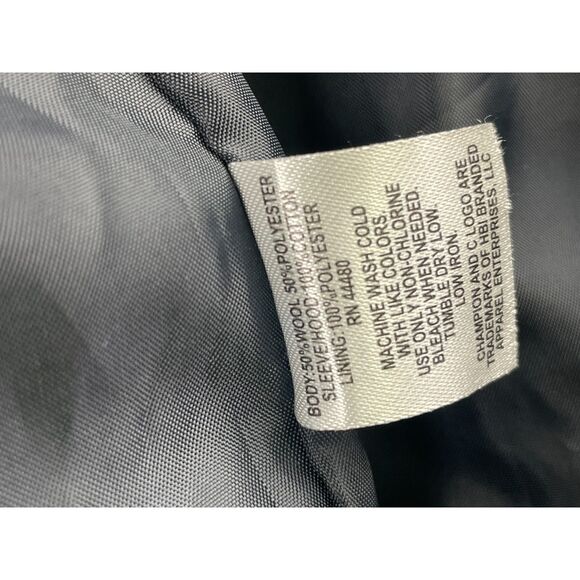 BODY:50%WOOL 50%POLYESTER
SLEEVE/HOOD:100%COTTON
LINING:100%POLYESTER
RN 44480
MACHINE WASH COLD
WITH LIKE COLORS.
USE ONLY NON-CHLORINE
BLEACH WHEN NEEDED.
TUMBLE DRY LOW.
LOW IRON
CHAMPION AND C LOGO ARE
TRADEMARKS OF HBI BRANDED
APPAREL ENTERPRISES, LLC